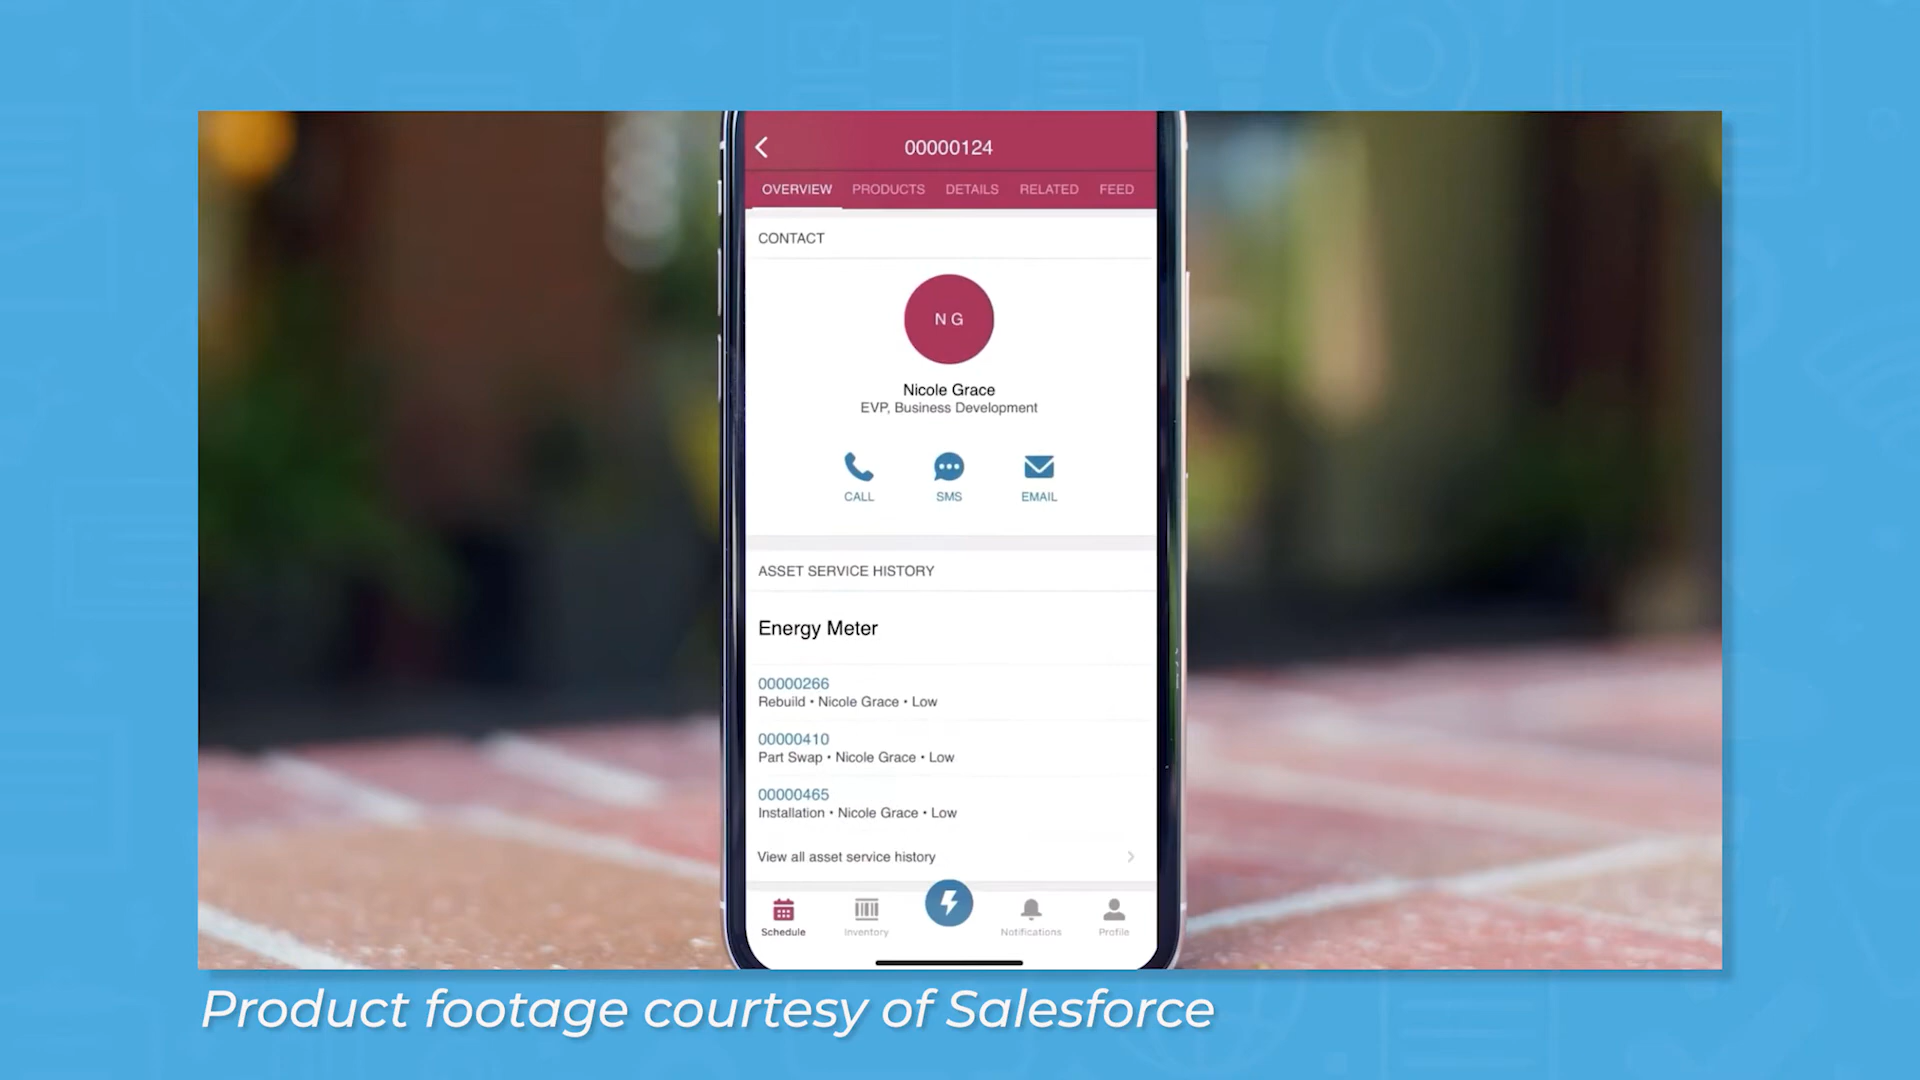 00000124
OVERVIEW PRODUCTS DETAILS RELATED FEED
CONTACT
N G
Nicole Grace
EVP, Business Development
CALL SMS EMAIL
ASSET SERVICE HISTORY
Energy Meter
00000266
Rebuild • Nicole Grace • Low
00000410
Part Swap • Nicole Grace • Low
00000465
Installation • Nicole Grace • Low
View all asset service history
Schedule Inventory Notifications Profile
Product footage courtesy of Salesforce